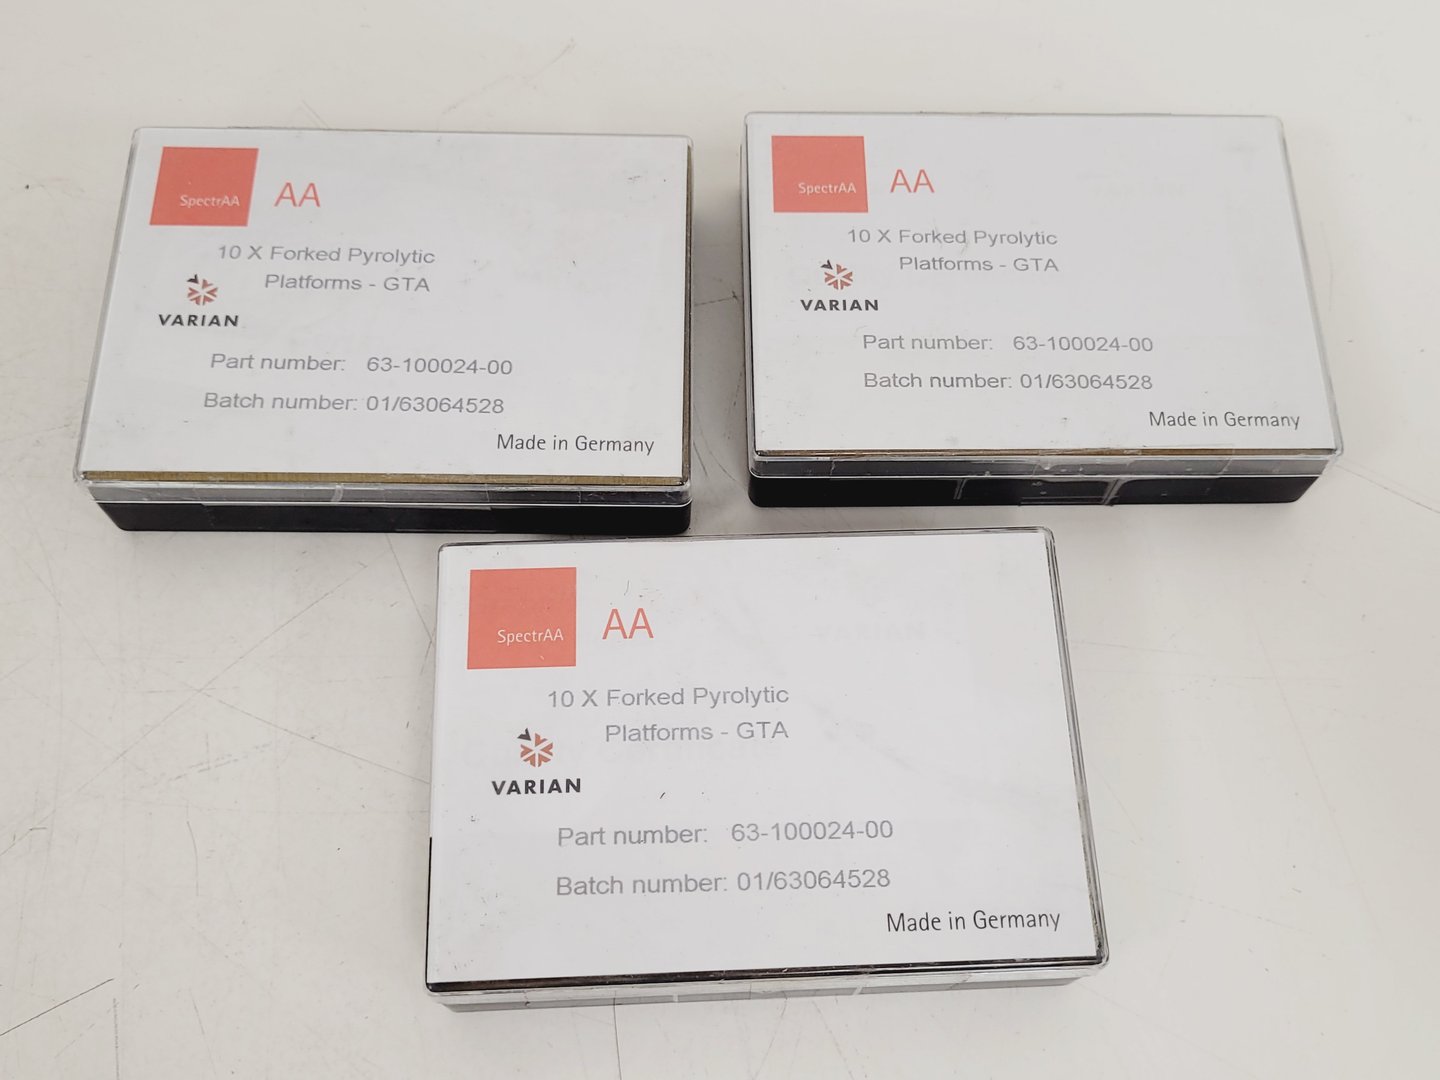 SpectrAA
AA
10 X Forked Pyrolytic
Platforms - GTA
VARIAN
Part number: 63-100024-00
Batch number: 01/63064528
Made in Germany
SpectrAA
AA
10 X Forked Pyrolytic
Platforms - GTA
VARIAN
Part number: 63-100024-00
Batch number: 01/63064528
Made in Germany
SpectrAA
AA
10 X Forked Pyrolytic
Platforms - GTA
VARIAN
Part number: 63-100024-00
Batch number: 01/63064528
Made in Germany